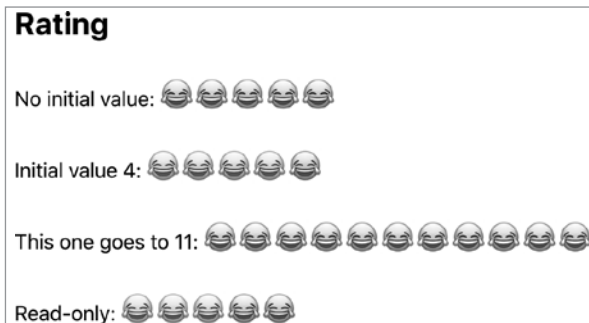 Rating
No initial value: 😂😂😂😂😂
Initial value 4: 😂😂😂😂😂
This one goes to 11: 😂😂😂😂😂😂😂😂😂😂😂
Read-only: 😂😂😂😂😂